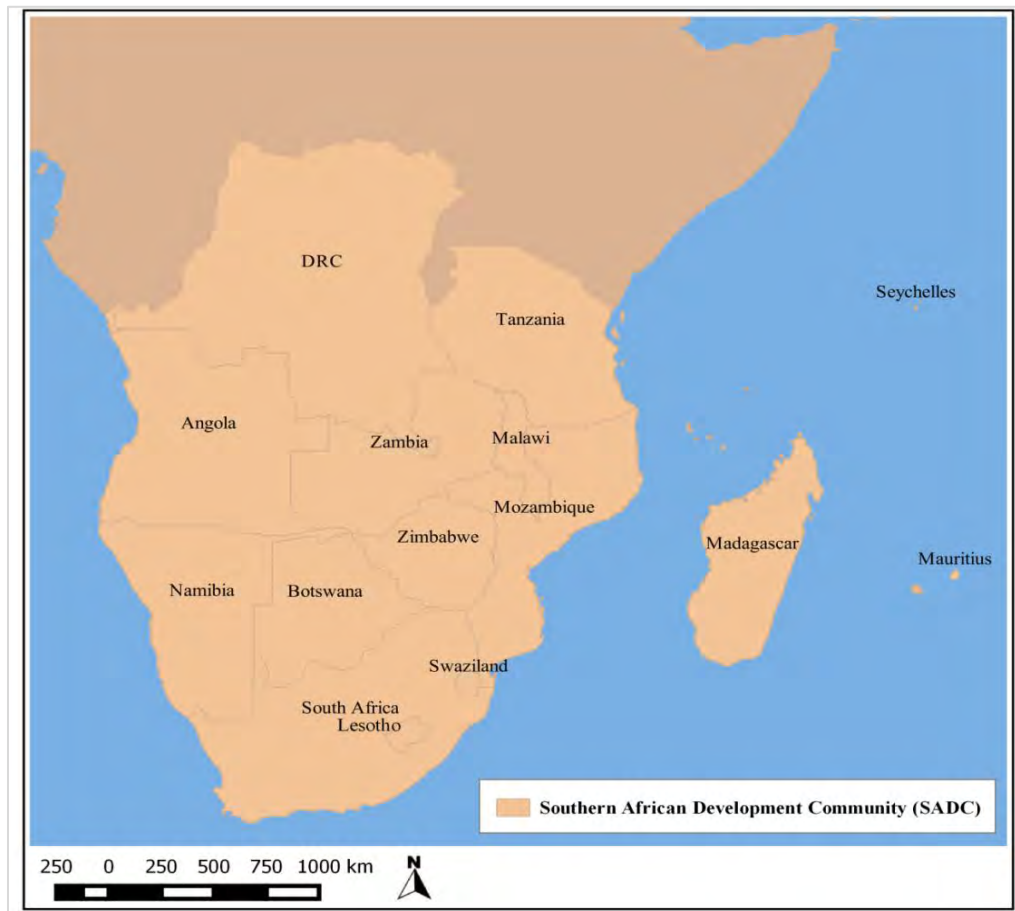 DRC
Seychelles
Tanzania
Angola
Zambia
Malawi
Mozambique
Zimbabwe
Madagascar
Mauritius
Namibia
Botswana
Swaziland
South Africa
Lesotho
Southern African Development Community (SADC)
250 0 250 500 750 1000 km
N